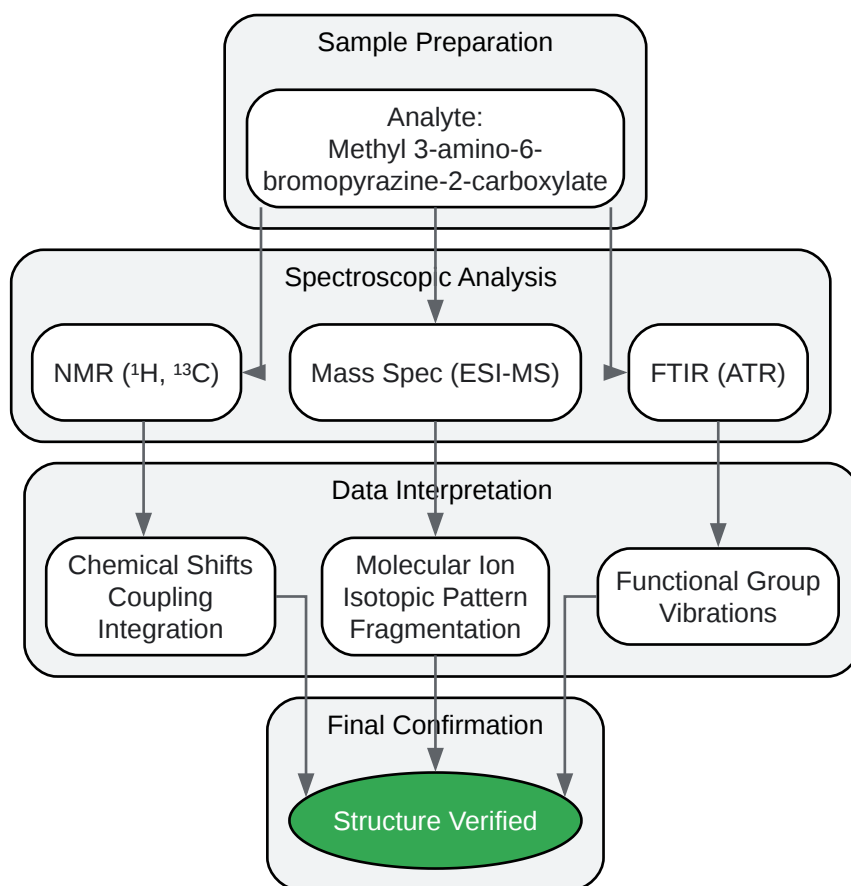 Sample Preparation
Analyte:
Methyl 3-amino-6-
bromopyrazine-2-carboxylate
Spectroscopic Analysis
NMR (¹H, ¹³C)
Mass Spec (ESI-MS)
FTIR (ATR)
Data Interpretation
Chemical Shifts
Coupling
Integration
Molecular Ion
Isotopic Pattern
Fragmentation
Functional Group
Vibrations
Final Confirmation
Structure Verified